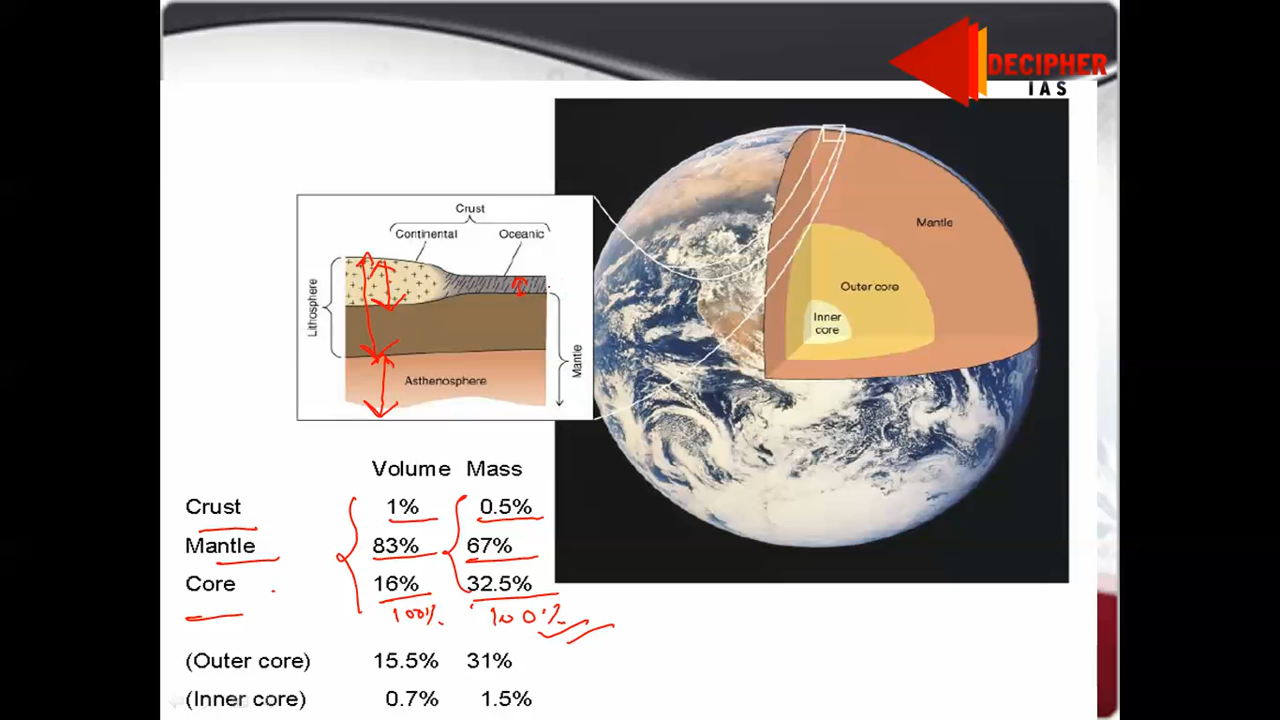 DECIPHER
IAS
Crust
Continental Oceanic
Lithosphere
Mantle
Asthenosphere
Mantle
Outer core
Inner
core
Volume Mass
Crust 1% 0.5%
Mantle 83% 67%
Core 16% 32.5%
100% 100%
(Outer core) 15.5% 31%
(Inner core) 0.7% 1.5%